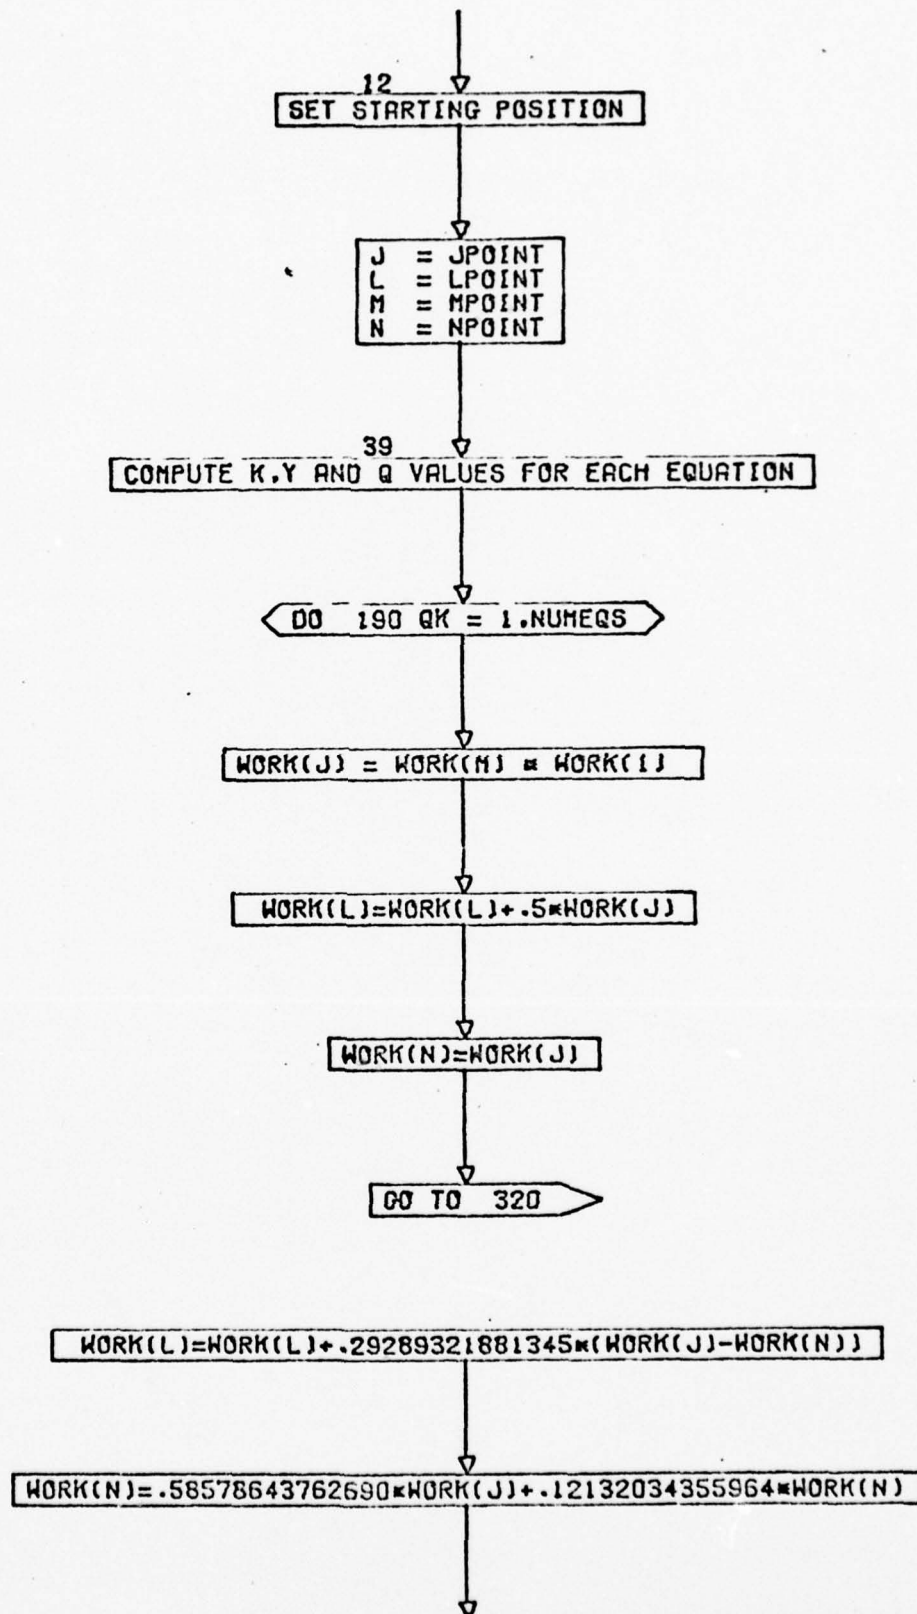 12
SET STARTING POSITION
J = JPOINT
L = LPOINT
M = MPOINT
N = NPOINT
39
COMPUTE K,Y AND Q VALUES FOR EACH EQUATION
DO 190 QK = 1,NUMEQS
WORK(J) = WORK(M) * WORK(1)
WORK(L)=WORK(L)+.5*WORK(J)
WORK(N)=WORK(J)
GO TO 320
WORK(L)=WORK(L)+.29289321881345*(WORK(J)-WORK(N))
WORK(N)=.58578643762690*WORK(J)+.12132034355964*WORK(N)